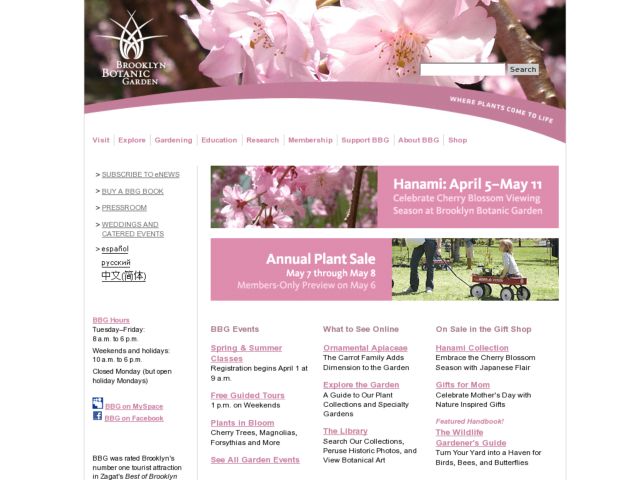 BROOKLYN
BOTANIC
GARDEN
Search
WHERE PLANTS COME TO LIFE
Visit Explore Gardening Education Research Membership Support BBG About BBG Shop
> SUBSCRIBE TO eNEWS
> BUY A BBG BOOK
> PRESSROOM
> WEDDINGS AND
CATERED EVENTS
> español
русский
中文(简体)
BBG Hours
Tuesday–Friday:
8 a.m. to 6 p.m.
Weekends and holidays:
10 a.m. to 6 p.m.
Closed Monday (but open
holiday Mondays)
BBG on MySpace
BBG on Facebook
BBG was rated Brooklyn's
number one tourist attraction
in Zagat's Best of Brooklyn
Hanami: April 5–May 11
Celebrate Cherry Blossom Viewing
Season at Brooklyn Botanic Garden
Annual Plant Sale
May 7 through May 8
Members-Only Preview on May 6
BBG Events
Spring & Summer
Classes
Registration begins April 1 at
9 a.m.
Free Guided Tours
1 p.m. on Weekends
Plants in Bloom
Cherry Trees, Magnolias,
Forsythias and More
See All Garden Events
What to See Online
Ornamental Apiaceae
The Carrot Family Adds
Dimension to the Garden
Explore the Garden
A Guide to Our Plant
Collections and Specialty
Gardens
The Library
Search Our Collections,
Peruse Historic Photos, and
View Botanical Art
On Sale in the Gift Shop
Hanami Collection
Embrace the Cherry Blossom
Season with Japanese Flair
Gifts for Mom
Celebrate Mother's Day with
Nature Inspired Gifts
Featured Handbook!
The Wildlife
Gardener's Guide
Turn Your Yard into a Haven for
Birds, Bees, and Butterflies